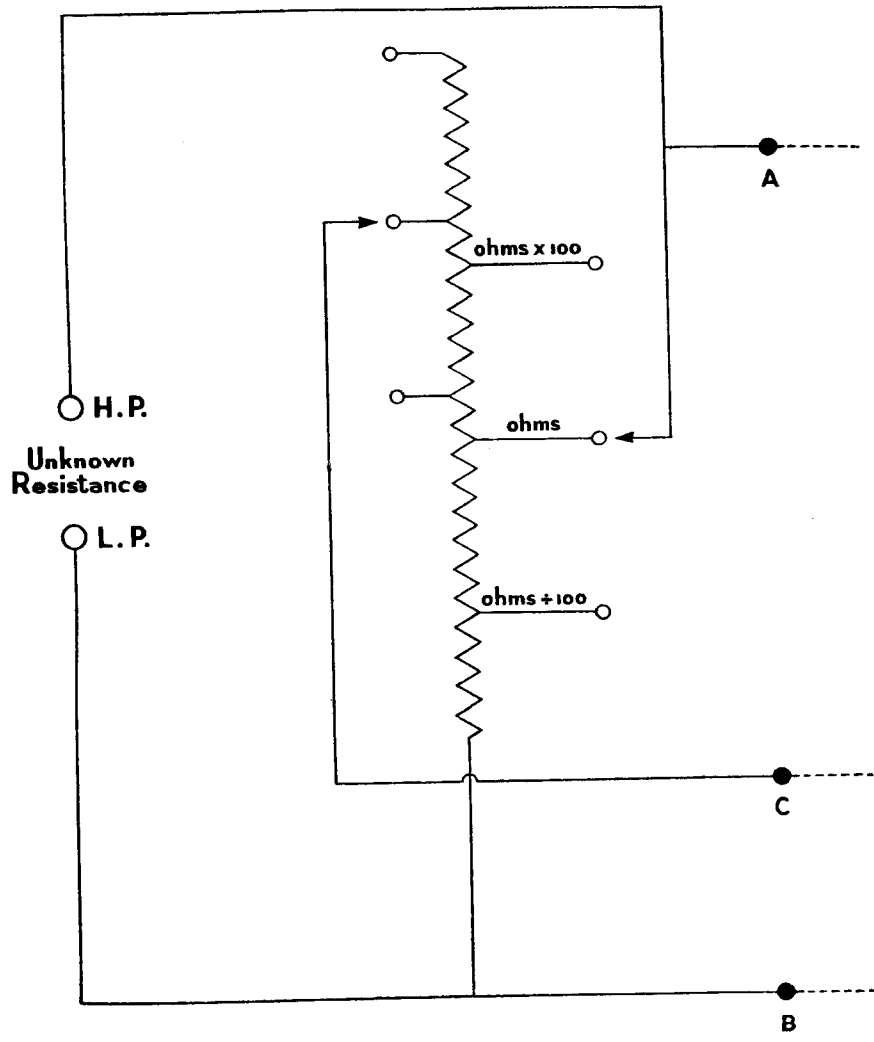 A
ohms x 100
H.P.
ohms
Unknown
Resistance
L.P.
ohms ÷ 100
C
B